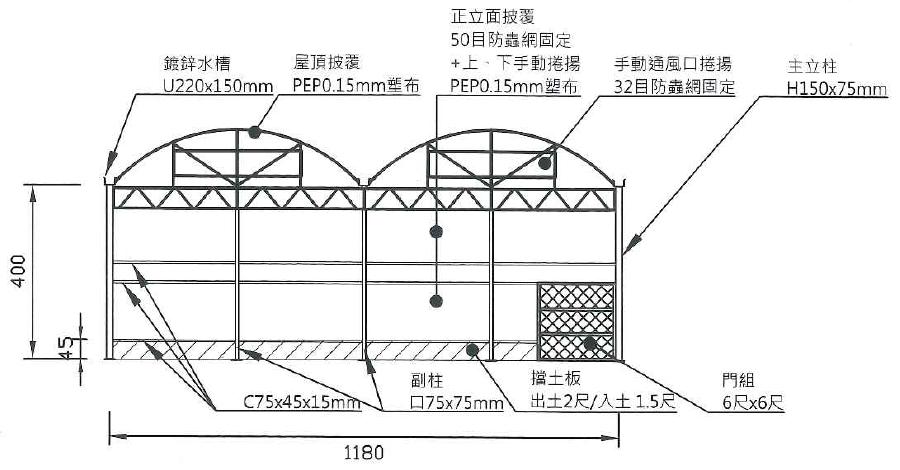 鍍鋅水槽
U220x150mm
屋頂披覆
PEP0.15mm塑布
正立面披覆
50目防蟲網固定
+上、下手動捲揚
PEP0.15mm塑布
手動通風口捲揚
32目防蟲網固定
主立柱
H150x75mm
400
45
C75x45x15mm
副柱
口75x75mm
擋土板
出土2尺/入土1.5尺
門組
6尺x6尺
1180